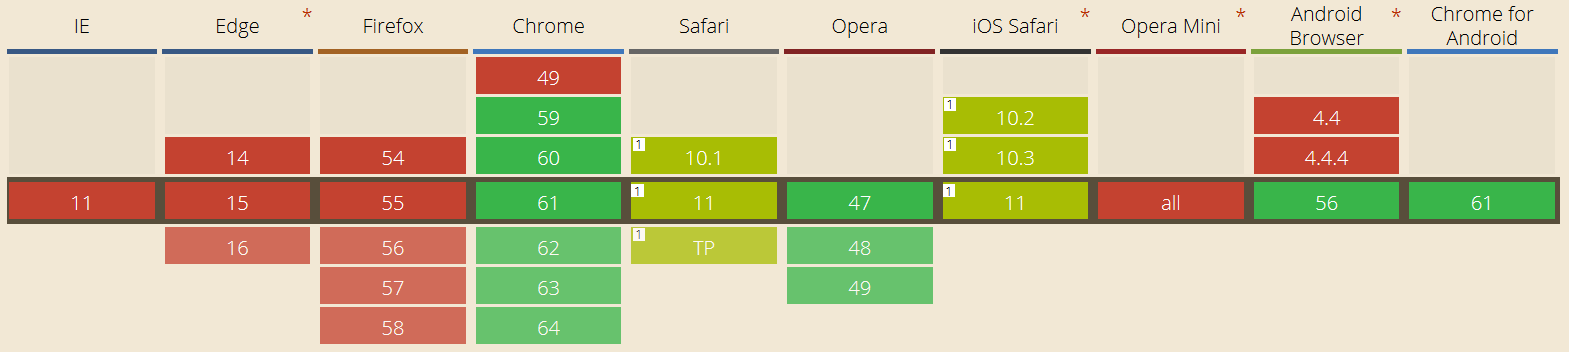 IE Edge * Firefox Chrome Safari Opera iOS Safari * Opera Mini * Android Browser * Chrome for Android
49
59 1 10.2 4.4
14 54 60 1 10.1 1 10.3 4.4.4
11 15 55 61 1 11 47 1 11 all 56 61
16 56 62 1 TP 48
57 63 49
58 64